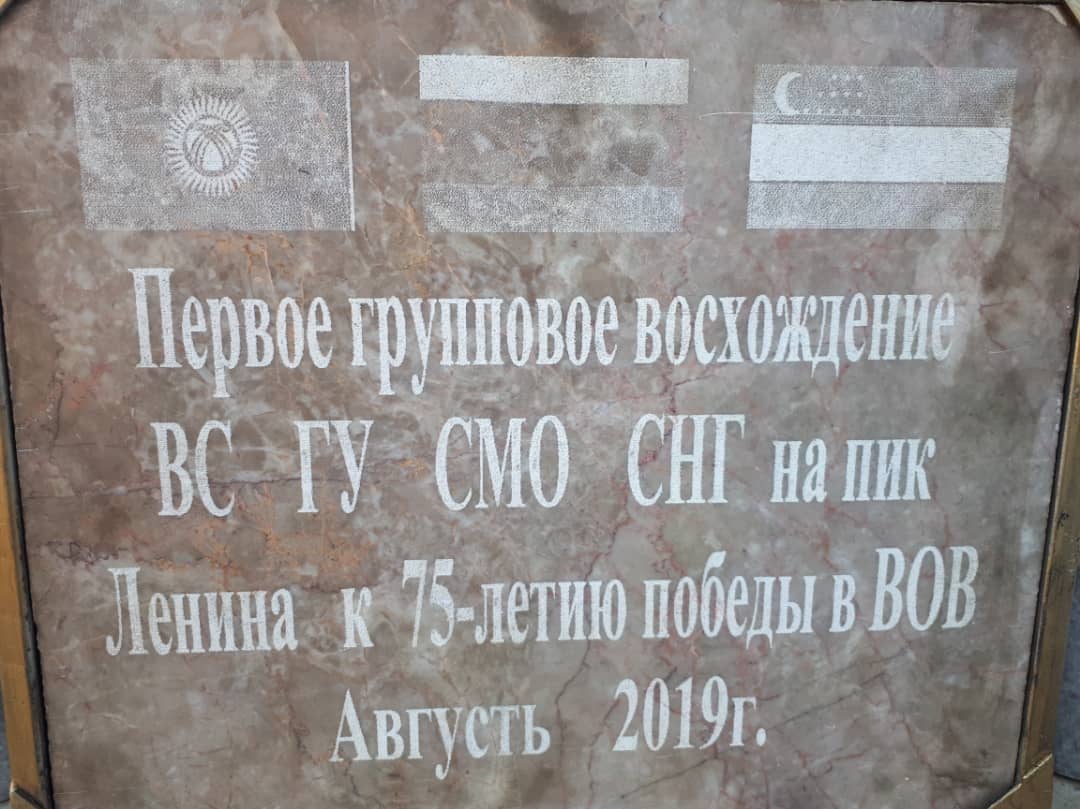 Первое групповое восхождение
ВС ГУ СМО СНГ на пик
Ленина к 75-летию победы в ВОВ
Августь 2019г.